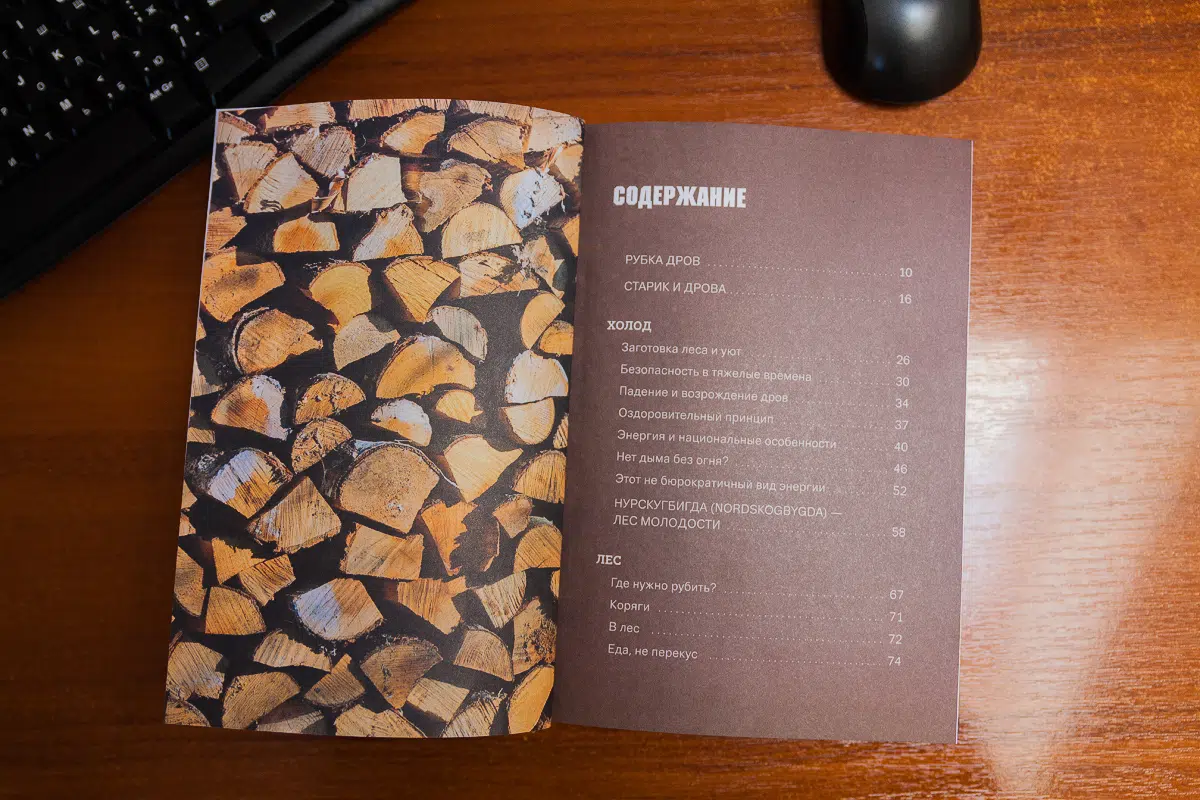 Ctrl
Gr
СОДЕРЖАНИЕ
РУБКА ДРОВ 10
СТАРИК И ДРОВА 16
ХОЛОД
Заготовка леса и уют 26
Безопасность в тяжелые времена 30
Падение и возрождение дров 34
Оздоровительный принцип 37
Энергия и национальные особенности 40
Нет дыма без огня? 46
Этот не бюрократичный вид энергии 52
НУРСКУГБИГДА (NORDSKOGBYGDA) —
ЛЕС МОЛОДОСТИ 58
ЛЕС
Где нужно рубить? 67
Коряги 71
В лес 72
Еда, не перекус 74